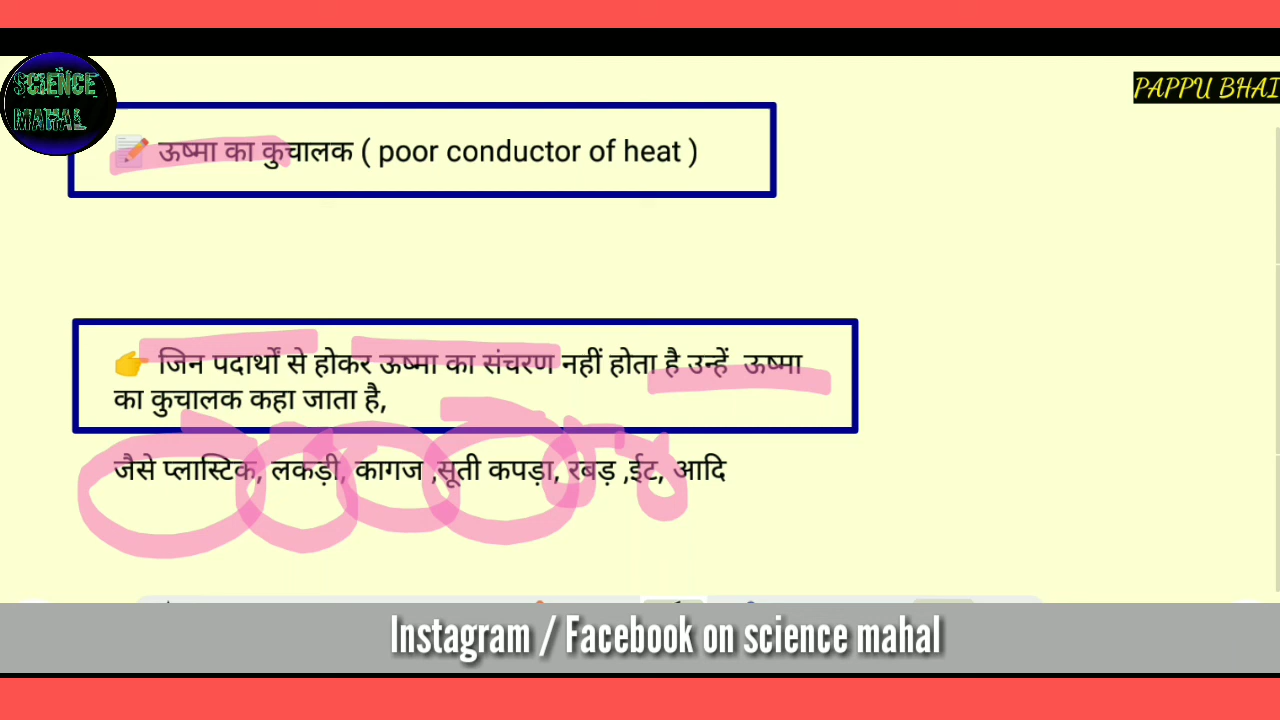 SCIENCE
MAHAL
PAPPU BHAI
ऊष्मा का कुचालक ( poor conductor of heat )
जिन पदार्थों से होकर ऊष्मा का संचरण नहीं होता है उन्हें ऊष्मा
का कुचालक कहा जाता है,
जैसे प्लास्टिक, लकड़ी, कागज ,सूती कपड़ा, रबड़ ,ईट, आदि
Instagram / Facebook on science mahal